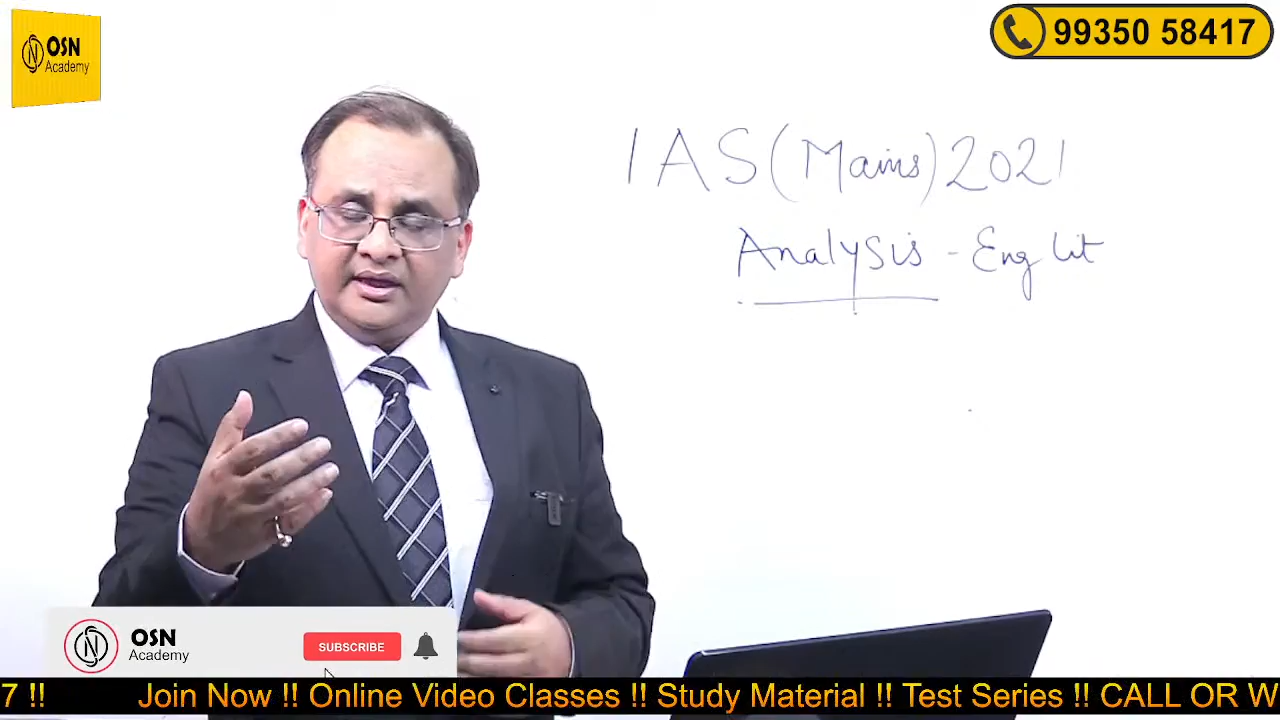 OSN
Academy
99350 58417
IAS (Mains) 2021
Analysis - Eng lit
OSN
Academy
SUBSCRIBE
7 !! Join Now !! Online Video Classes !! Study Material !! Test Series !! CALL OR W